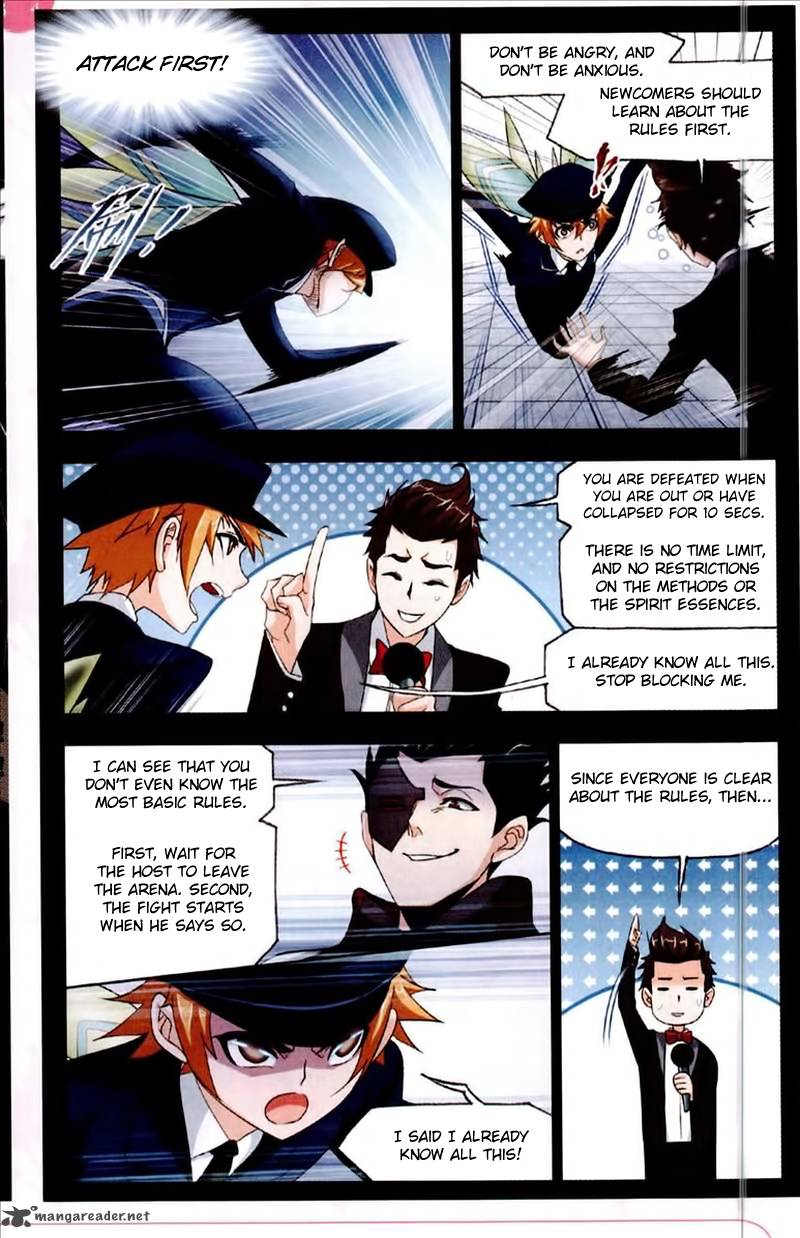 ATTACK FIRST!
DON'T BE ANGRY, AND
DON'T BE ANXIOUS.
NEWCOMERS SHOULD
LEARN ABOUT THE
RULES FIRST.
YOU ARE DEFEATED WHEN
YOU ARE OUT OR HAVE
COLLAPSED FOR 10 SECS.
THERE IS NO TIME LIMIT,
AND NO RESTRICTIONS
ON THE METHODS OR
THE SPIRIT ESSENCES.
I ALREADY KNOW ALL THIS.
STOP BLOCKING ME.
I CAN SEE THAT YOU
DON'T EVEN KNOW THE
MOST BASIC RULES.
FIRST, WAIT FOR
THE HOST TO LEAVE
THE ARENA. SECOND,
THE FIGHT STARTS
WHEN HE SAYS SO.
SINCE EVERYONE IS CLEAR
ABOUT THE RULES, THEN...
I SAID I ALREADY
KNOW ALL THIS!
mangareader.net